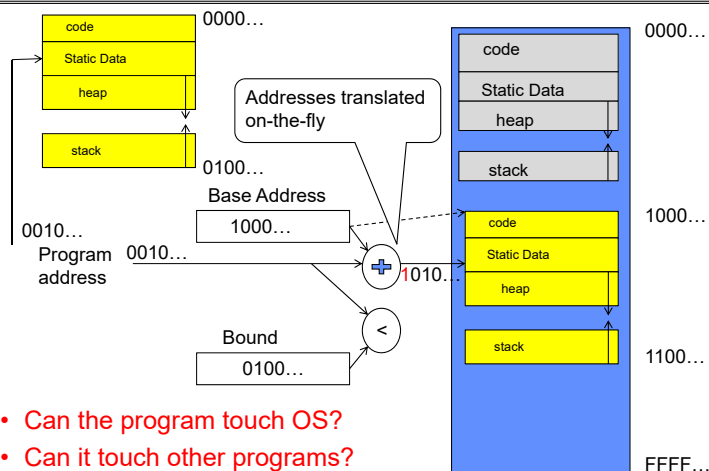 code
0000…
Static Data
heap
stack
0100…
Addresses translated
on-the-fly
Base Address
1000…
0010…
Program
address
0010…
1010…
<
Bound
0100…
0000…
code
Static Data
heap
stack
1000…
code
Static Data
heap
stack
1100…
FFFF…
• Can the program touch OS?
• Can it touch other programs?